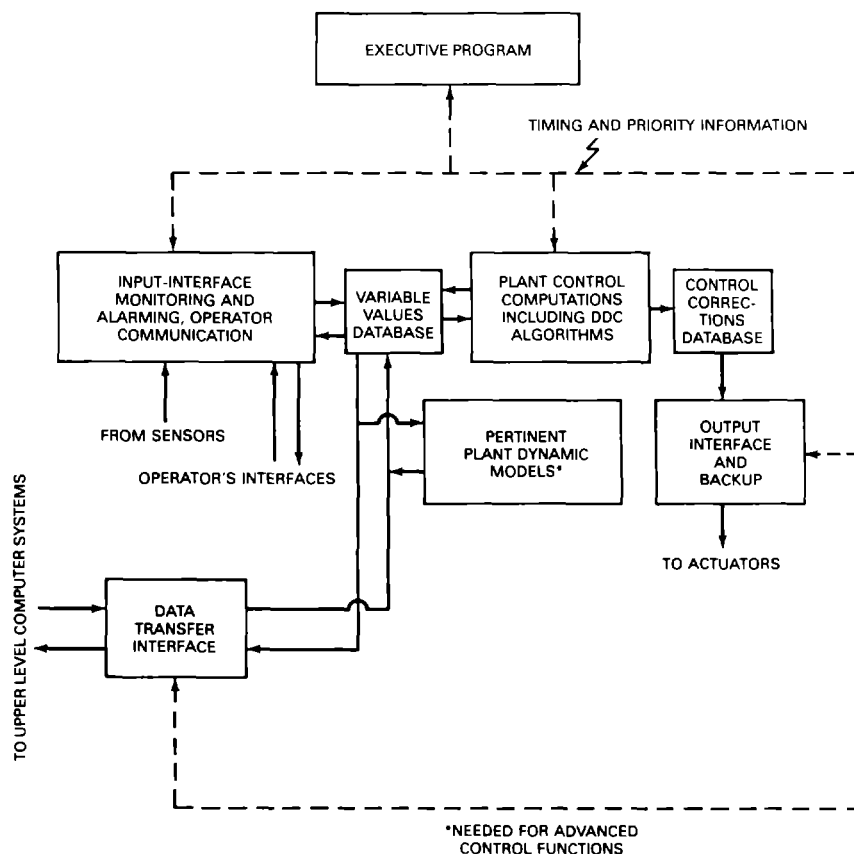 EXECUTIVE PROGRAM
TIMING AND PRIORITY INFORMATION
INPUT-INTERFACE
MONITORING AND
ALARMING, OPERATOR
COMMUNICATION
VARIABLE
VALUES
DATABASE
PLANT CONTROL
COMPUTATIONS
INCLUDING DDC
ALGORITHMS
CONTROL
CORREC-
TIONS
DATABASE
FROM SENSORS
OPERATOR'S INTERFACES
PERTINENT
PLANT DYNAMIC
MODELS*
OUTPUT
INTERFACE
AND
BACKUP
TO ACTUATORS
TO UPPER LEVEL COMPUTER SYSTEMS
DATA
TRANSFER
INTERFACE
*NEEDED FOR ADVANCED
CONTROL FUNCTIONS